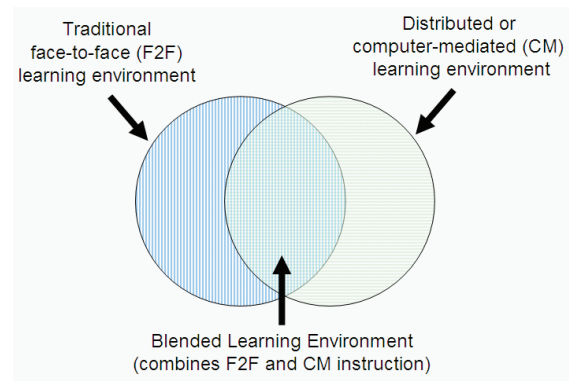 Traditional
face-to-face (F2F)
learning environment
Distributed or
computer-mediated (CM)
learning environment
Blended Learning Environment
(combines F2F and CM instruction)